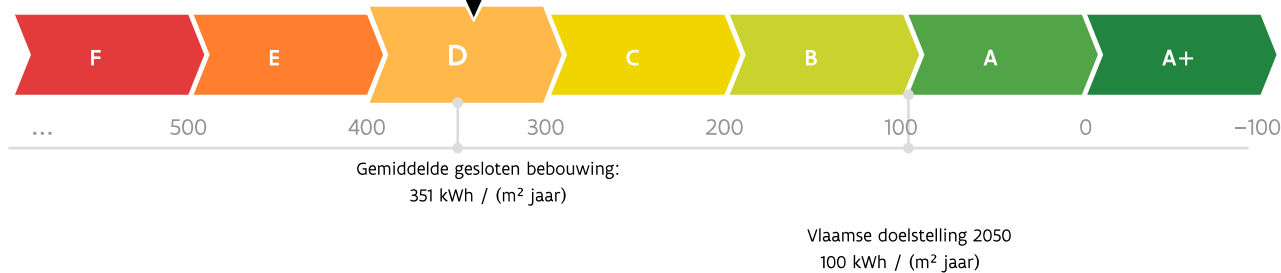 F E D C B A A+
... 500 400 300 200 100 0 −100
Gemiddelde gesloten bebouwing:
351 kWh / (m² jaar)
Vlaamse doelstelling 2050
100 kWh / (m² jaar)